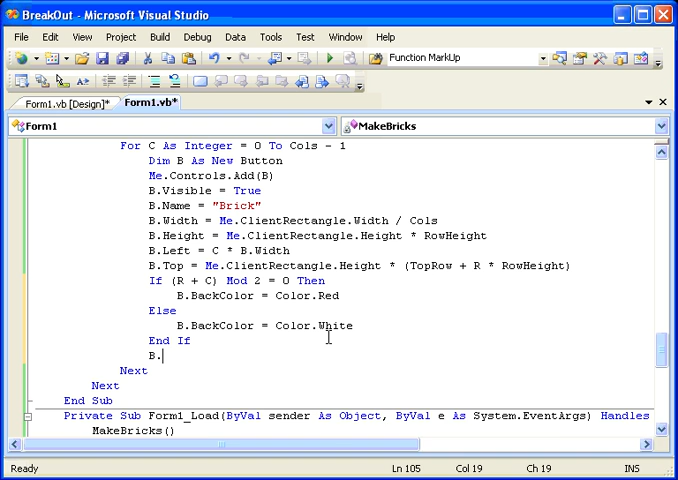 BreakOut - Microsoft Visual Studio
File Edit View Project Build Debug Data Tools Test Window Help
Function MarkUp
Form1.vb [Design]* Form1.vb*
Form1 MakeBricks
For C As Integer = 0 To Cols - 1
Dim B As New Button
Me.Controls.Add(B)
B.Visible = True
B.Name = "Brick"
B.Width = Me.ClientRectangle.Width / Cols
B.Height = Me.ClientRectangle.Height * RowHeight
B.Left = C * B.Width
B.Top = Me.ClientRectangle.Height * (TopRow + R * RowHeight)
If (R + C) Mod 2 = 0 Then
B.BackColor = Color.Red
Else
B.BackColor = Color.White
End If
B.
Next
Next
End Sub
Private Sub Form1_Load(ByVal sender As Object, ByVal e As System.EventArgs) Handles
MakeBricks()
Ready Ln 105 Col 19 Ch 19 INS